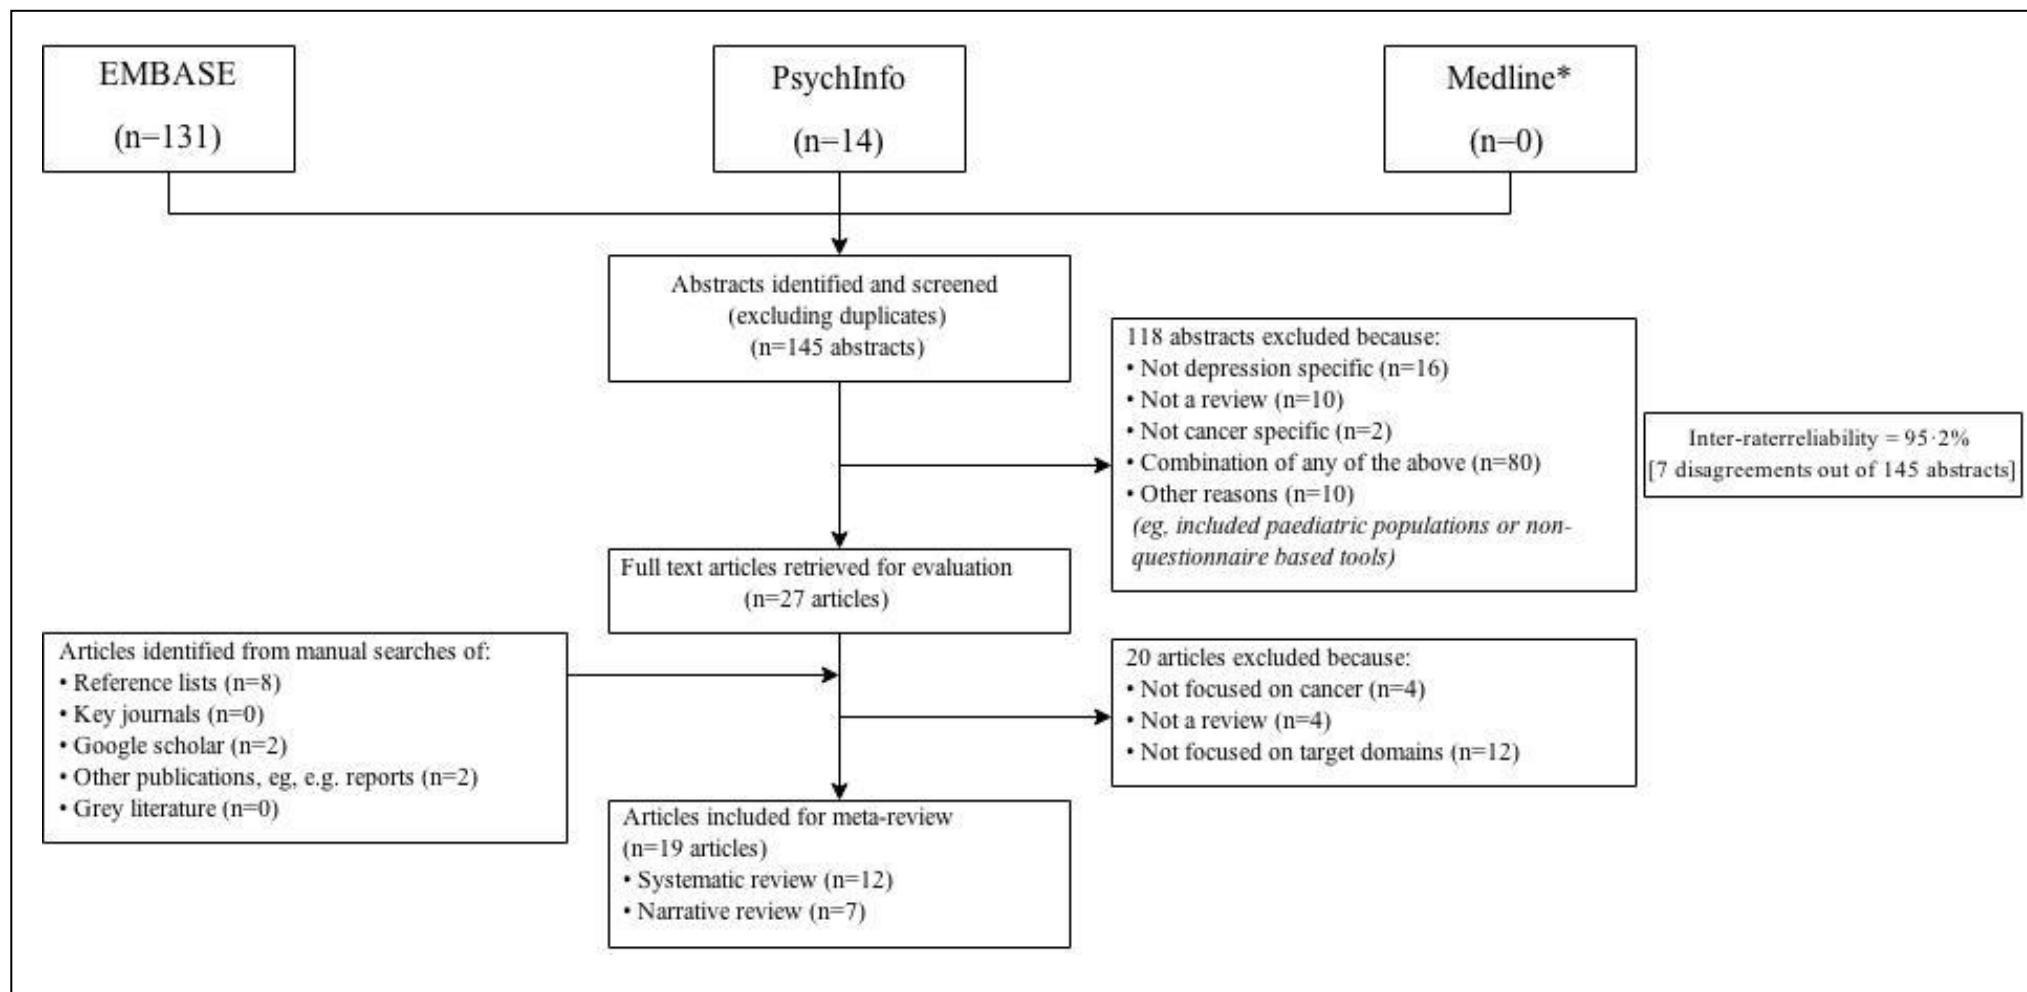 EMBASE
(n=131)
PsychInfo
(n=14)
Medline*
(n=0)
Abstracts identified and screened
(excluding duplicates)
(n=145 abstracts)
118 abstracts excluded because:
• Not depression specific (n=16)
• Not a review (n=10)
• Not cancer specific (n=2)
• Combination of any of the above (n=80)
• Other reasons (n=10)
(eg, included paediatric populations or non-
questionnaire based tools)
Inter-raterreliability = 95·2%
[7 disagreements out of 145 abstracts]
Full text articles retrieved for evaluation
(n=27 articles)
Articles identified from manual searches of:
• Reference lists (n=8)
• Key journals (n=0)
• Google scholar (n=2)
• Other publications, eg, e.g. reports (n=2)
• Grey literature (n=0)
20 articles excluded because:
• Not focused on cancer (n=4)
• Not a review (n=4)
• Not focused on target domains (n=12)
Articles included for meta-review
(n=19 articles)
• Systematic review (n=12)
• Narrative review (n=7)